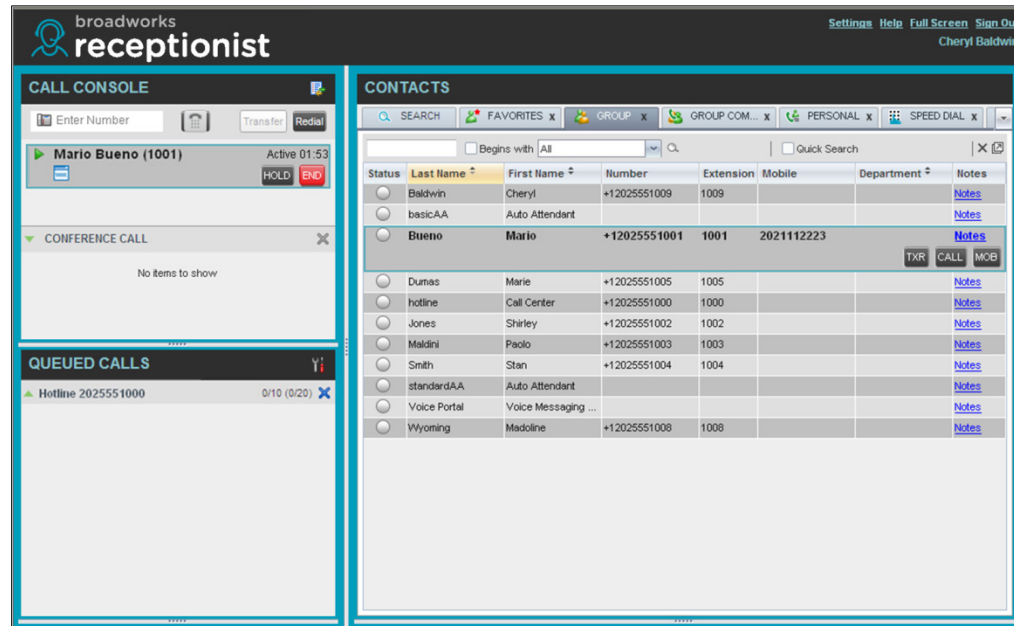 broadworks
receptionist
Settings Help Full Screen Sign Ou
Cheryl Baldwin
CALL CONSOLE
Enter Number Transfer Redial
Mario Bueno (1001) Active 01:53
HOLD END
CONFERENCE CALL
No items to show
QUEUED CALLS
Hotline 2025551000 0/10 (0/20)
CONTACTS
SEARCH FAVORITES x GROUP x GROUP COM... x PERSONAL x SPEED DIAL x
Begins with All Quick Search
Status Last Name First Name Number Extension Mobile Department Notes
Baldwin Cheryl +12025551009 1009 Notes
basicAA Auto Attendant Notes
Bueno Mario +12025551001 1001 2021112223 Notes
TXR CALL MOB
Dumas Marie +12025551005 1005 Notes
hotline Call Center +12025551000 1000 Notes
Jones Shirley +12025551002 1002 Notes
Maldini Paolo +12025551003 1003 Notes
Smith Stan +12025551004 1004 Notes
standardAA Auto Attendant Notes
Voice Portal Voice Messaging ... Notes
Wyoming Madoline +12025551008 1008 Notes